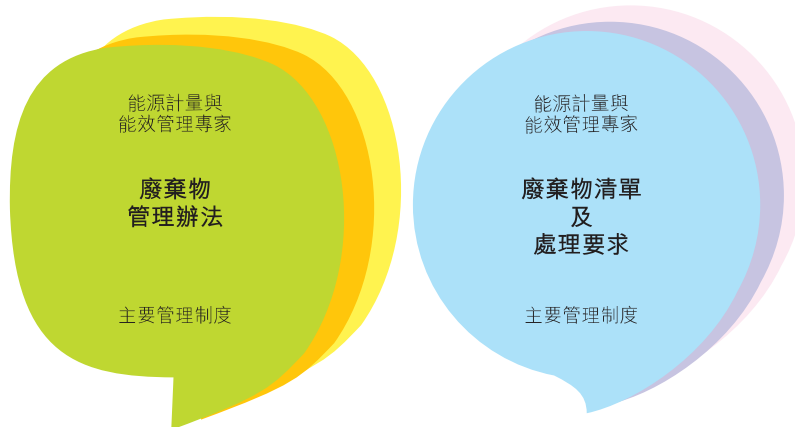 能源計量與
能效管理專家
廢棄物
管理辦法
主要管理制度
能源計量與
能效管理專家
廢棄物清單
及
處理要求
主要管理制度